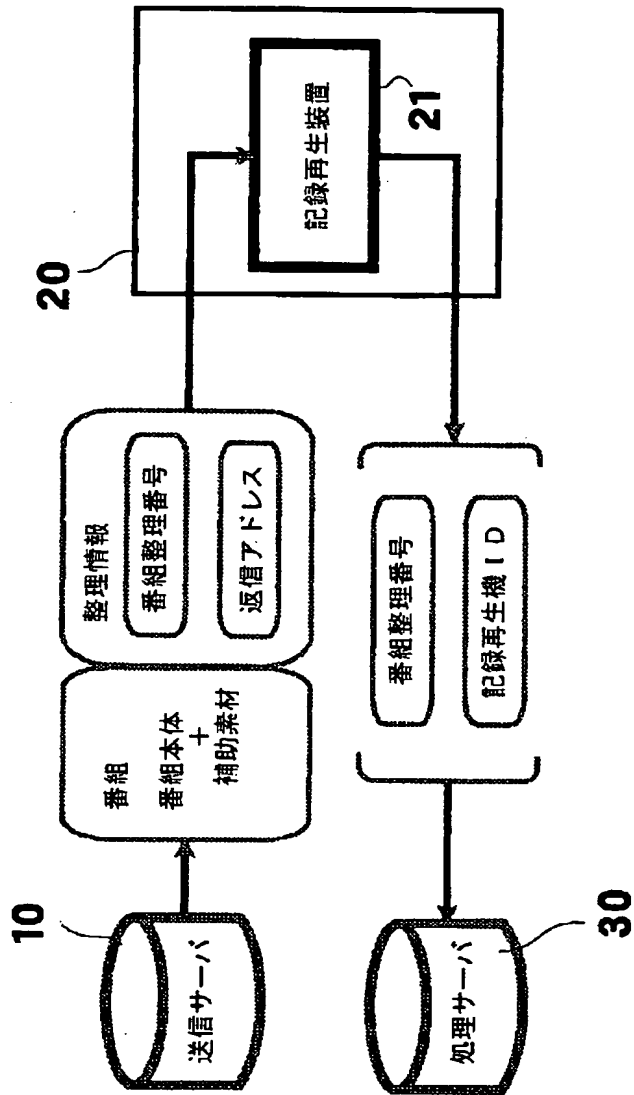 10
送信サーバ
番組
番組本体
+
補助素材
整理情報
番組整理番号
返信アドレス
20
記録再生装置
21
番組整理番号
記録再生機ID
処理サーバ
30